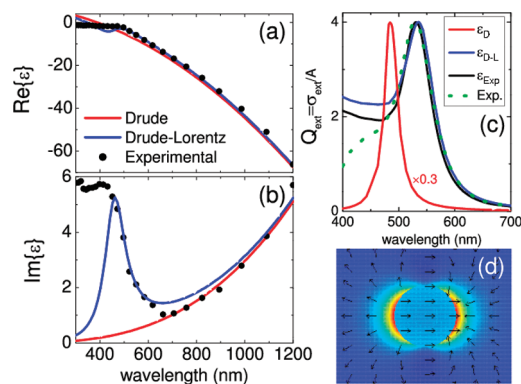 0
-20
-40
-60
Re{ε}
(a)
Drude
Drude-Lorentz
Experimental
6
4
2
0
Im{ε}
(b)
400 600 800 1000 1200
wavelength (nm)
4
2
0
Q_ext=σ_ext/A
ε_D
ε_D-L
ε_Exp
Exp.
(c)
×0.3
400 500 600 700
wavelength (nm)
(d)